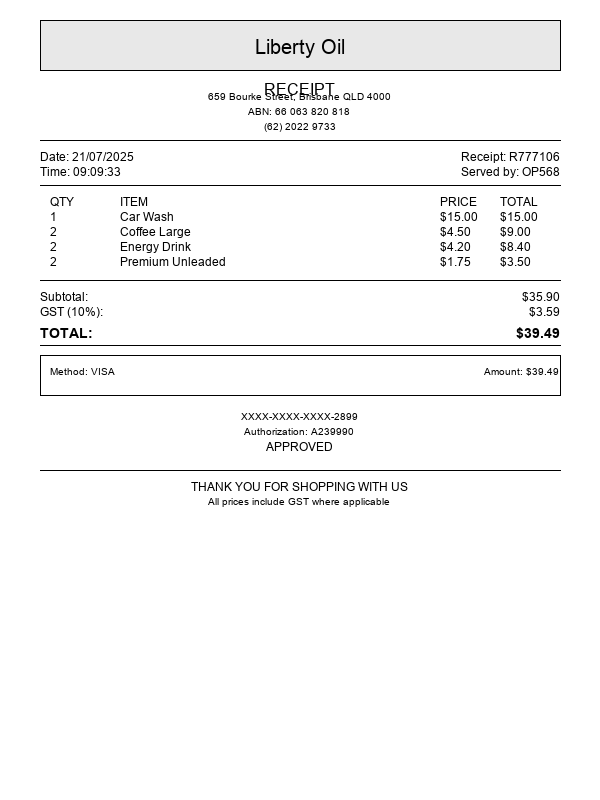 Liberty Oil
RECEIPT
659 Bourke Street, Brisbane QLD 4000
ABN: 66 063 820 818
(62) 2022 9733
Date: 21/07/2025 Receipt: R777106
Time: 09:09:33 Served by: OP568
QTY ITEM PRICE TOTAL
1 Car Wash $15.00 $15.00
2 Coffee Large $4.50 $9.00
2 Energy Drink $4.20 $8.40
2 Premium Unleaded $1.75 $3.50
Subtotal: $35.90
GST (10%): $3.59
TOTAL: $39.49
Method: VISA Amount: $39.49
XXXX-XXXX-XXXX-2899
Authorization: A239990
APPROVED
THANK YOU FOR SHOPPING WITH US
All prices include GST where applicable